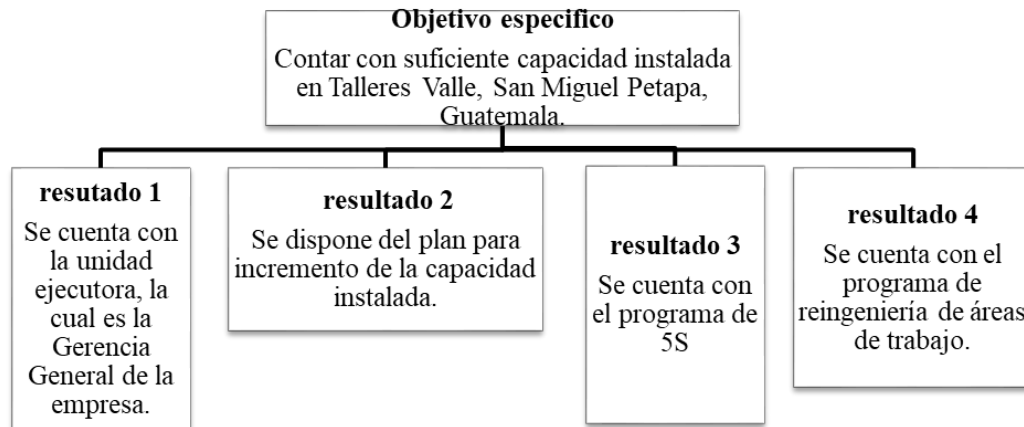 Objetivo especifico
Contar con suficiente capacidad instalada
en Talleres Valle, San Miguel Petapa,
Guatemala.
resutado 1
Se cuenta con
la unidad
ejecutora, la
cual es la
Gerencia
General de la
empresa.
resultado 2
Se dispone del plan para
incremento de la capacidad
instalada.
resultado 3
Se cuenta con
el programa de
5S
resultado 4
Se cuenta con el
programa de
reingeniería de áreas
de trabajo.